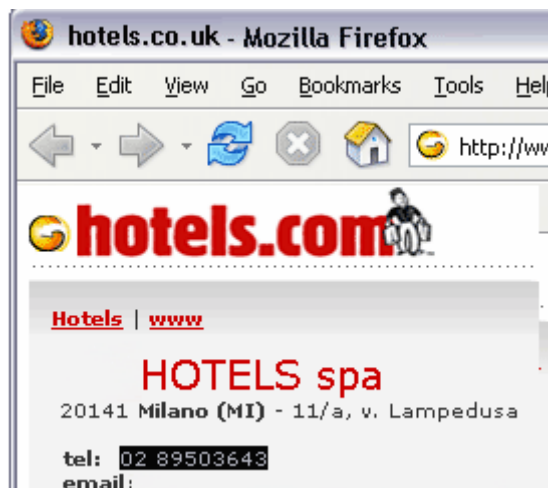 hotels.co.uk - Mozilla Firefox
File Edit View Go Bookmarks Tools Help
http://ww
hotels.com
Hotels | www
HOTELS spa
20141 Milano (MI) - 11/a, v. Lampedusa
tel: 02 89503643
email: